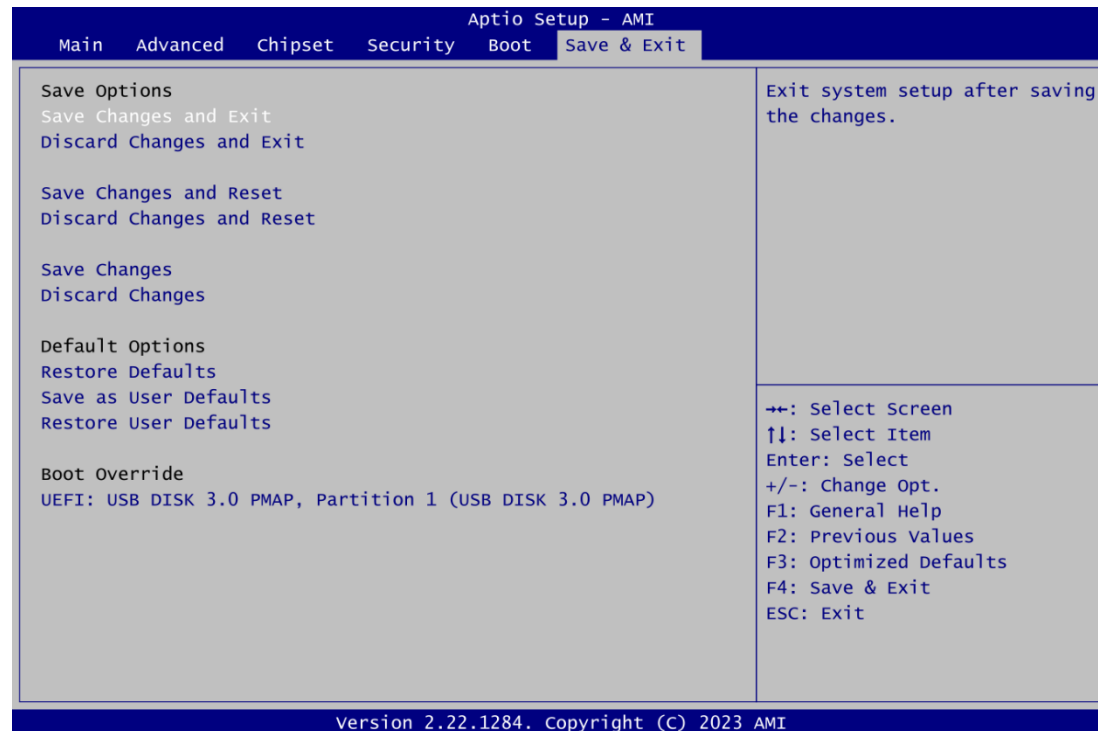 Aptio Setup - AMI
Main Advanced Chipset Security Boot Save & Exit
Save Options
Save Changes and Exit
Discard Changes and Exit
Save Changes and Reset
Discard Changes and Reset
Save Changes
Discard Changes
Default Options
Restore Defaults
Save as User Defaults
Restore User Defaults
Boot Override
UEFI: USB DISK 3.0 PMAP, Partition 1 (USB DISK 3.0 PMAP)
Exit system setup after saving
the changes.
→←: Select Screen
↑↓: Select Item
Enter: Select
+/-: Change Opt.
F1: General Help
F2: Previous Values
F3: Optimized Defaults
F4: Save & Exit
ESC: Exit
Version 2.22.1284. Copyright (C) 2023 AMI